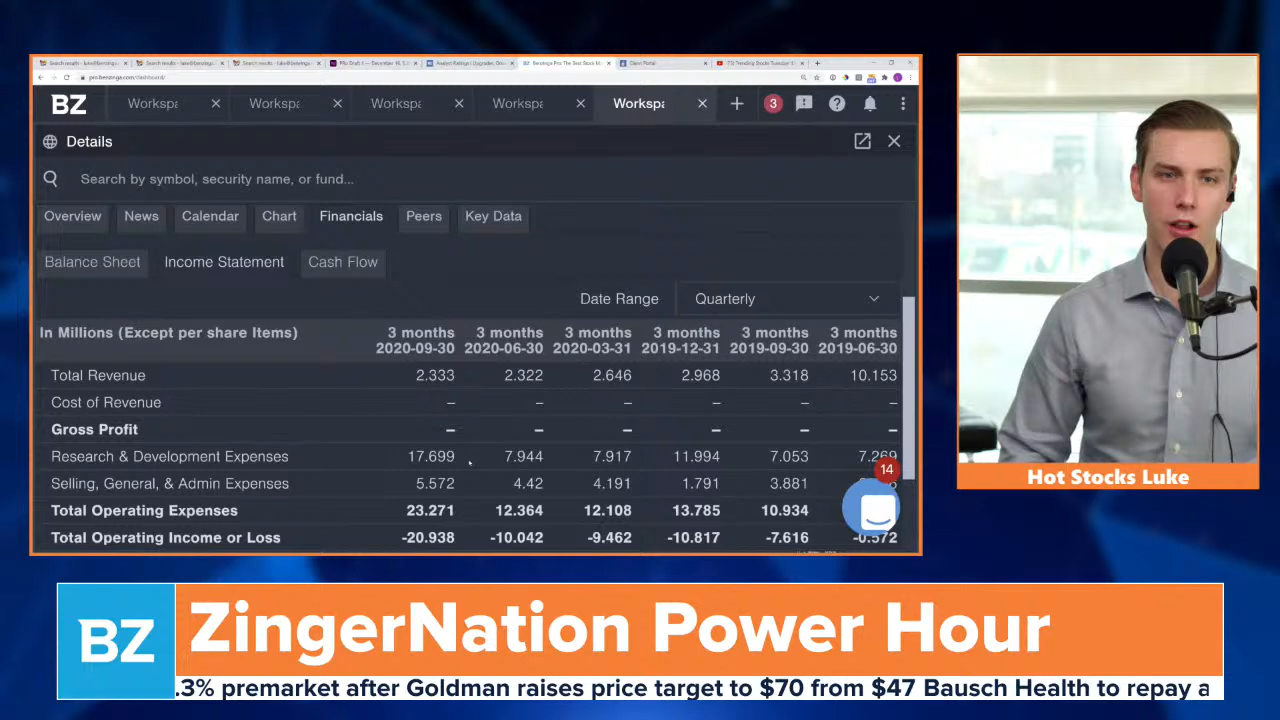 pro.benzinga.com/dashboard/
BZ Workspa Workspa Workspa Workspa Workspa 3
Details
Search by symbol, security name, or fund...
Overview News Calendar Chart Financials Peers Key Data
Balance Sheet Income Statement Cash Flow
Date Range Quarterly
In Millions (Except per share Items) 3 months 3 months 3 months 3 months 3 months 3 months
2020-09-30 2020-06-30 2020-03-31 2019-12-31 2019-09-30 2019-06-30
Total Revenue 2.333 2.322 2.646 2.968 3.318 10.153
Cost of Revenue – – – – – –
Gross Profit – – – – – –
Research & Development Expenses 17.699 7.944 7.917 11.994 7.053 7.269
14
Selling, General, & Admin Expenses 5.572 4.42 4.191 1.791 3.881
Total Operating Expenses 23.271 12.364 12.108 13.785 10.934
Total Operating Income or Loss -20.938 -10.042 -9.462 -10.817 -7.616 -0.572
Hot Stocks Luke
BZ ZingerNation Power Hour
.3% premarket after Goldman raises price target to $70 from $47 Bausch Health to repay a